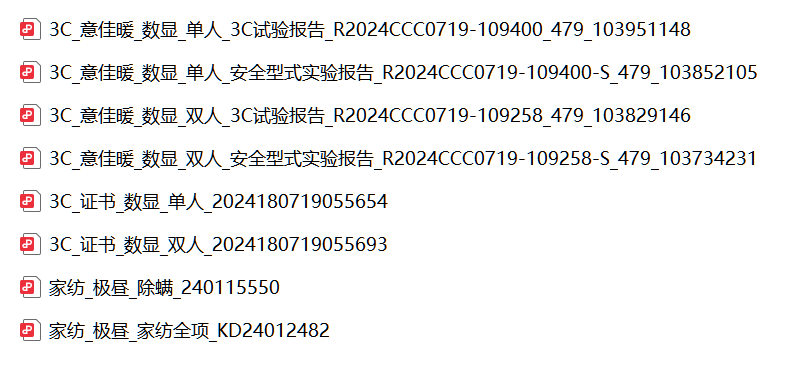 3C_意佳暖_数显_单人_3C试验报告_R2024CCC0719-109400_479_103951148
3C_意佳暖_数显_单人_安全型式实验报告_R2024CCC0719-109400-S_479_103852105
3C_意佳暖_数显_双人_3C试验报告_R2024CCC0719-109258_479_103829146
3C_意佳暖_数显_双人_安全型式实验报告_R2024CCC0719-109258-S_479_103734231
3C_证书_数显_单人_2024180719055654
3C_证书_数显_双人_2024180719055693
家纺_极昼_除螨_240115550
家纺_极昼_家纺全项_KD24012482